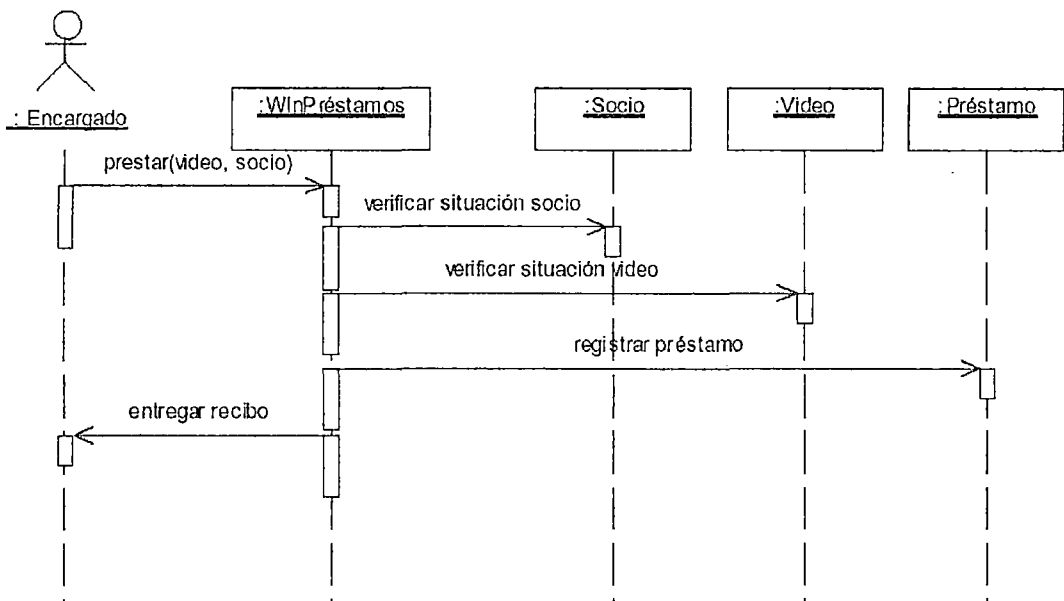 : Encargado
:WInPréstamos
:Socio
:Video
:Préstamo
prestar(video, socio)
verificar situación socio
verificar situación video
registrar préstamo
entregar recibo